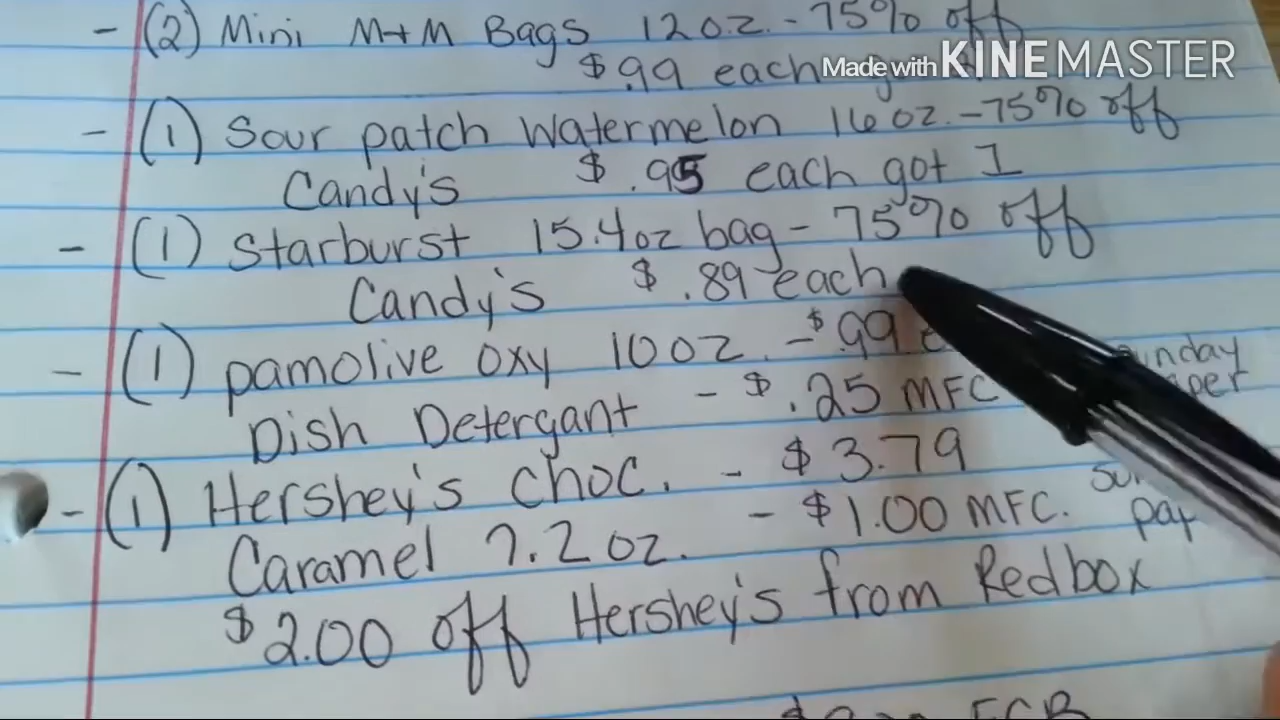 - (2) Mini M+M Bags 12oz. - 75% off
$.99 each
Made with KINEMASTER
- (1) Sour patch Watermelon 16oz. - 75% off
Candy's $.95 each got 1
- (1) Starburst 15.4oz bag - 75% off
Candy's $.89 each
- (1) pamolive oxy 10oz. - $.99
Dish Detergant - $.25 MFC
- (1) Hershey's choc. - $3.79
Caramel 7.2oz. - $1.00 MFC.
$2.00 off Hershey's from Redbox
ECB